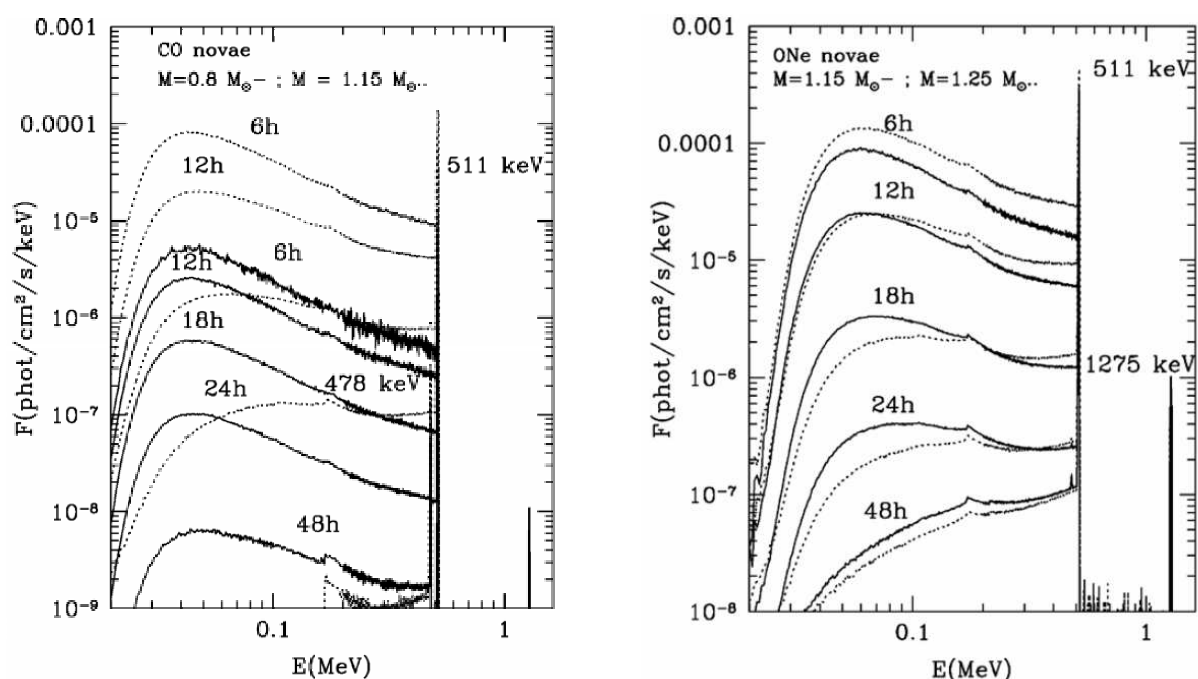 0.001
CO novae
M=0.8 M⊙− ; M = 1.15 M⊙··
6h
0.0001
12h
511 keV
10⁻⁵
6h
12h
10⁻⁶
18h
478 keV
24h
10⁻⁷
10⁻⁸
48h
10⁻⁹
0.1
1
E(MeV)
F(phot/cm²/s/keV)
0.001
ONe novae
M=1.15 M⊙− ; M=1.25 M⊙··
511 keV
6h
0.0001
12h
10⁻⁵
18h
1275 keV
10⁻⁶
24h
10⁻⁷
48h
10⁻⁸
0.1
1
E(MeV)
F(phot/cm²/s/keV)